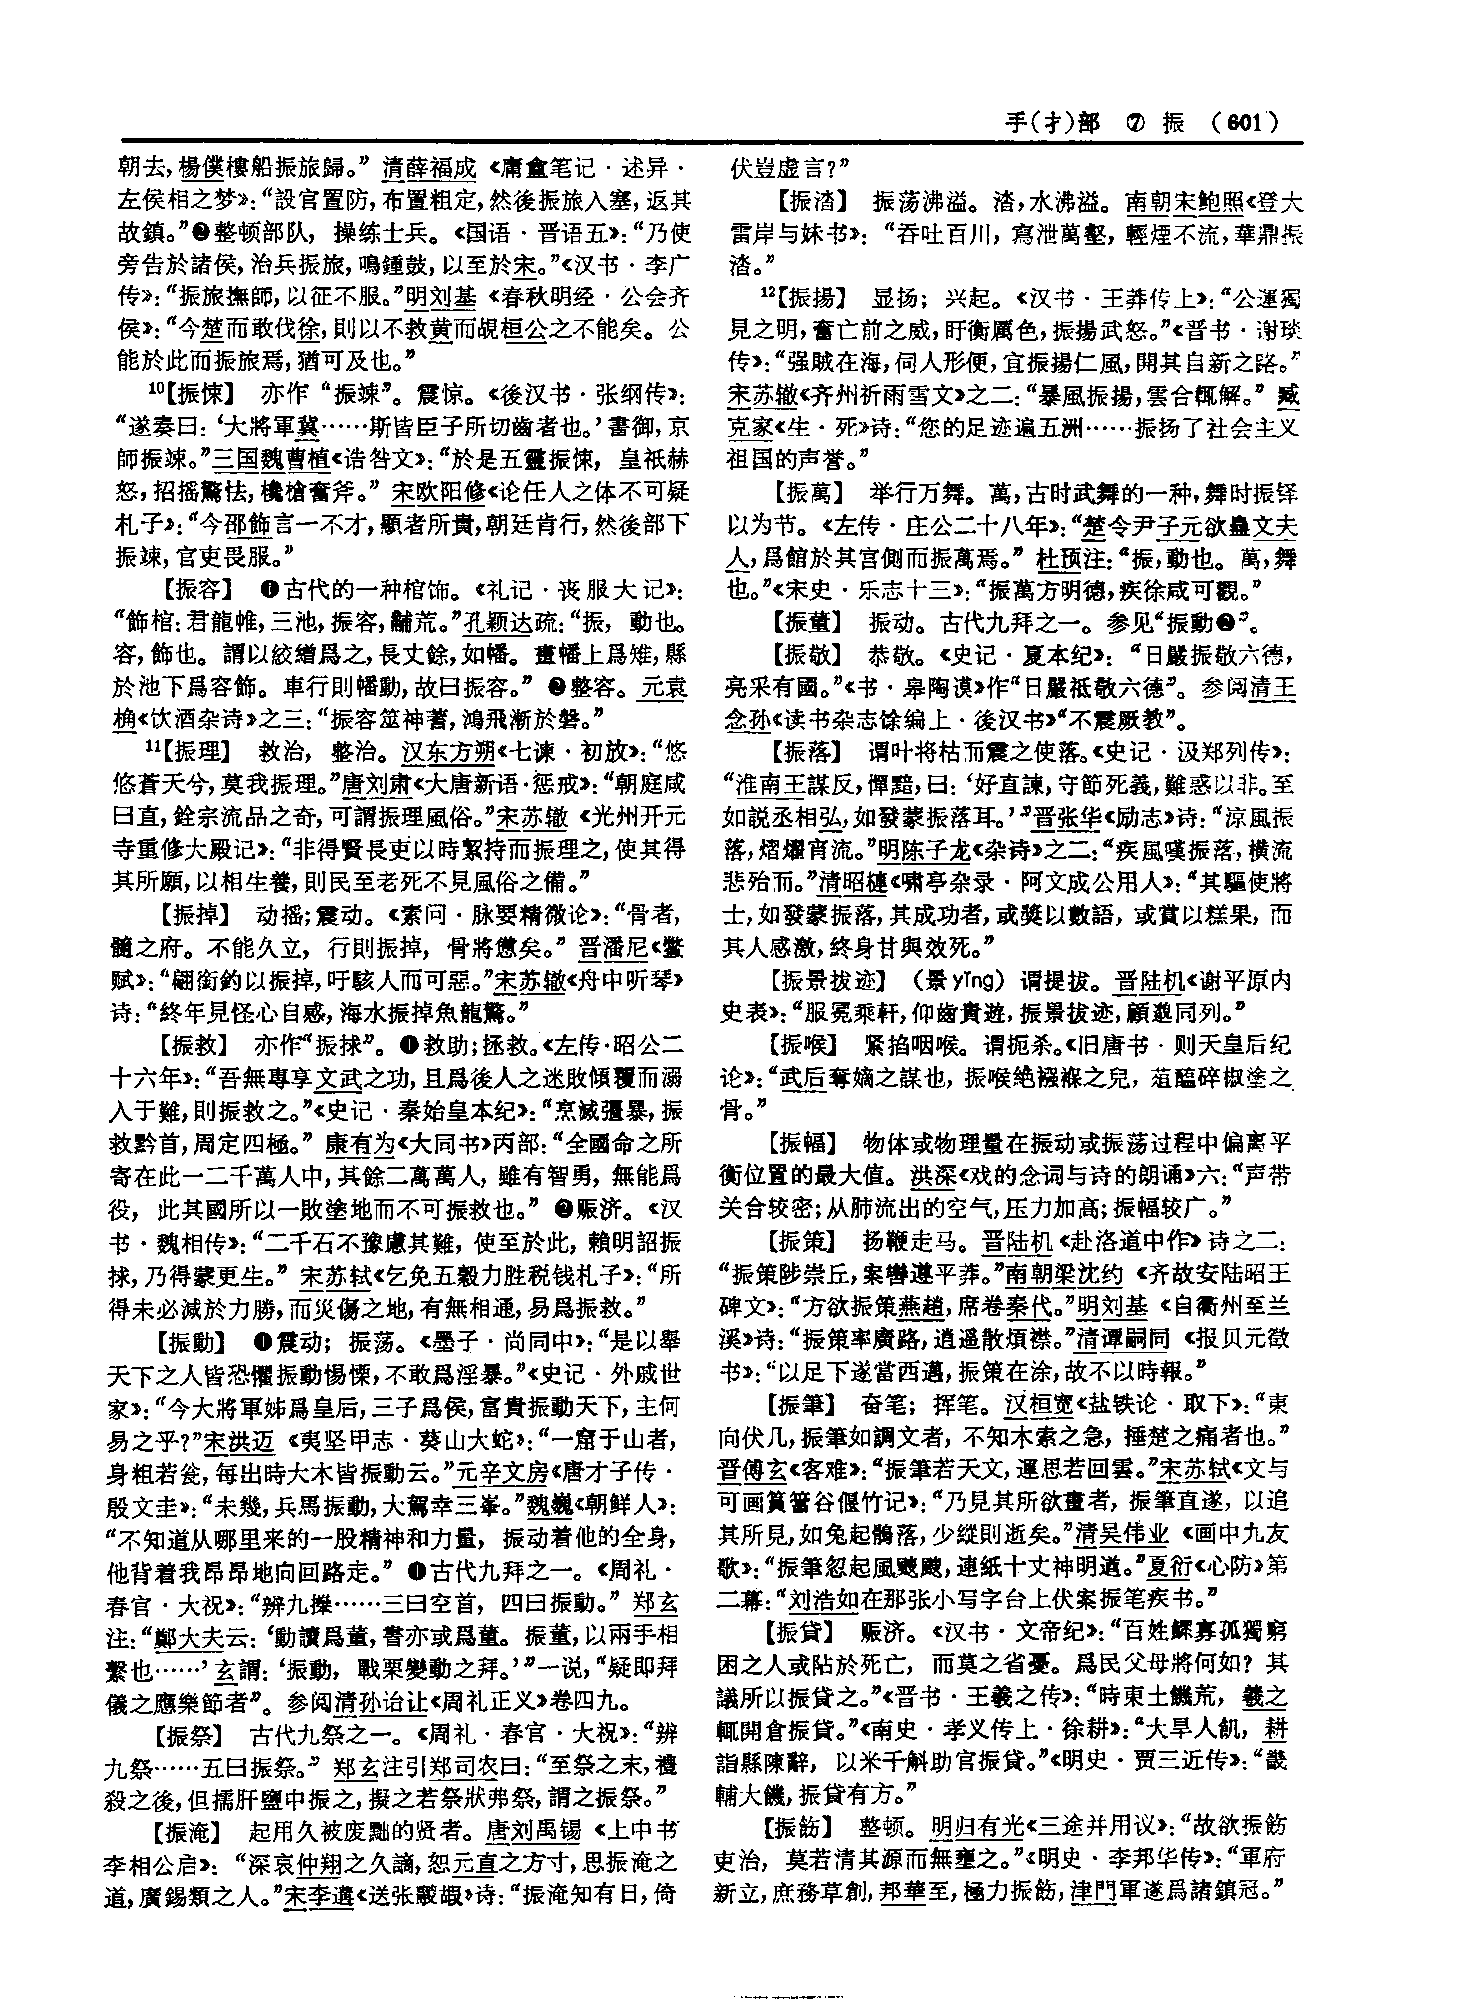 手(扌)部 ⑦ 振 （601）
朝去，楊僕樓船振旅歸。”清薛福成《庸盦笔记·述异·
左侯相之梦》：“設官置防，布置粗定，然後振旅入塞，返其
故鎮。”❷整顿部队，操练士兵。《国语·晋语五》：“乃使
旁告於諸侯，治兵振旅，鳴鍾鼓，以至於宋。”《汉书·李广
传》：“振旅撫師，以征不服。”明刘基《春秋明经·公会齐
侯》：“今楚而敢伐徐，則以不救黄而觇桓公之不能矣。公
能於此而振旅焉，猶可及也。”
¹⁰【振悚】 亦作“振竦”。震惊。《後汉书·张纲传》：
“遂奏曰：‘大將軍冀……斯皆臣子所切齒者也。’書御，京
師振竦。”三国魏曹植《诰咎文》：“於是五靈振悚，皇祇赫
怒，招摇驚怯，欃槍奮斧。”宋欧阳修《论任人之体不可疑
札子》：“今邵飾言一不才，顯者所責，朝廷肯行，然後部下
振竦，官吏畏服。”
【振容】 ❶古代的一种棺饰。《礼记·丧服大记》：
“飾棺：君龍帷，三池，振容，黼荒。”孔颖达疏：“振，動也。
容，飾也。謂以絞繒爲之，長丈餘，如幡。畫幡上爲雉，縣
於池下爲容飾。車行則幡動，故曰振容。”❷整容。元袁
桷《饮酒杂诗》之三：“振容筮神蓍，鴻飛漸於磐。”
¹¹【振理】 救治，整治。汉东方朔《七谏·初放》：“悠
悠蒼天兮，莫我振理。”唐刘肃《大唐新语·惩戒》：“朝庭咸
曰直，銓宗流品之奇，可謂振理風俗。”宋苏辙《光州开元
寺重修大殿记》：“非得賢長吏以時絜持而振理之，使其得
其所願，以相生養，則民至老死不見風俗之備。”
【振掉】 动摇；震动。《素问·脉要精微论》：“骨者，
髓之府。不能久立，行則振掉，骨將憊矣。”晋潘尼《鳖
赋》：“翩銜釣以振掉，吁駭人而可惡。”宋苏辙《舟中听琴》
诗：“終年見怪心自感，海水振掉魚龍驚。”
【振救】 亦作“振捄”。❶救助；拯救。《左传·昭公二
十六年》：“吾無專享文武之功，且爲後人之迷敗傾覆而溺
入于難，則振救之。”《史记·秦始皇本纪》：“烹滅彊暴，振
救黔首，周定四極。”康有为《大同书》丙部：“全國命之所
寄在此一二千萬人中，其餘二萬萬人，雖有智勇，無能爲
役，此其國所以一敗塗地而不可振救也。”❷赈济。《汉
书·魏相传》：“二千石不豫慮其難，使至於此，賴明詔振
捄，乃得蒙更生。”宋苏轼《乞免五穀力胜税钱札子》：“所
得未必減於力勝，而災傷之地，有無相通，易爲振救。”
【振動】 ❶震动；振荡。《墨子·尚同中》：“是以舉
天下之人皆恐懼振動惕慄，不敢爲淫暴。”《史记·外戚世
家》：“今大將軍姊爲皇后，三子爲侯，富貴振動天下，主何
易之乎？”宋洪迈《夷坚甲志·葵山大蛇》：“一窟于山者，
身粗若瓮，每出時大木皆振動云。”元辛文房《唐才子传·
殷文圭》：“未幾，兵馬振動，大駕幸三峯。”魏巍《朝鲜人》：
“不知道从哪里来的一股精神和力量，振动着他的全身，
他背着我昂昂地向回路走。”❶古代九拜之一。《周礼·
春官·大祝》：“辨九𢷎……三曰空首，四曰振動。”郑玄
注：“鄭大夫云：‘動讀爲董，書亦或爲董。振董，以兩手相
繫也……’玄謂：‘振動，戰栗變動之拜。’”一说，“疑即拜
儀之應樂節者”。参阅清孙诒让《周礼正义》卷四九。
【振祭】 古代九祭之一。《周礼·春官·大祝》：“辨
九祭……五曰振祭。”郑玄注引郑司农曰：“至祭之末，禮
殺之後，但擩肝鹽中振之，擬之若祭狀弗祭，謂之振祭。”
【振淹】 起用久被废黜的贤者。唐刘禹锡《上中书
李相公启》：“深哀仲翔之久謫，恕元直之方寸，思振淹之
道，廣錫類之人。”宋李遘《送张殿嘏》诗：“振淹知有日，倚
伏豈虚言？”
【振湁】 振荡沸溢。湁，水沸溢。南朝宋鲍照《登大
雷岸与妹书》：“吞吐百川，寫泄萬壑，輕煙不流，華鼎振
湁。”
¹²【振揚】 显扬；兴起。《汉书·王莽传上》：“公運獨
見之明，奮亡前之威，盱衡厲色，振揚武怒。”《晋书·谢琰
传》：“强賊在海，伺人形便，宜振揚仁風，開其自新之路。”
宋苏辙《齐州祈雨雪文》之二：“暴風振揚，雲合輒解。”臧
克家《生·死》诗：“您的足迹遍五洲……振扬了社会主义
祖国的声誉。”
【振萬】 举行万舞。萬，古时武舞的一种，舞时振铎
以为节。《左传·庄公二十八年》：“楚令尹子元欲蠱文夫
人，爲館於其宫側而振萬焉。”杜预注：“振，動也。萬，舞
也。”《宋史·乐志十三》：“振萬方明德，疾徐咸可觀。”
【振董】 振动。古代九拜之一。参见“振動❷”。
【振敬】 恭敬。《史记·夏本纪》：“日嚴振敬六德，
亮采有國。”《书·皋陶谟》作“日嚴祗敬六德”。参阅清王
念孙《读书杂志馀编上·後汉书》“不震厥教”。
【振落】 谓叶将枯而震之使落。《史记·汲郑列传》：
“淮南王謀反，憚黯，曰：‘好直諫，守節死義，難惑以非。至
如説丞相弘，如發蒙振落耳。’”晋张华《励志》诗：“涼風振
落，熠燿宵流。”明陈子龙《杂诗》之二：“疾風嘆振落，横流
悲殆而。”清昭梿《啸亭杂录·阿文成公用人》：“其驅使將
士，如發蒙振落，其成功者，或奬以數語，或賞以糕果，而
其人感激，終身甘與效死。”
【振景拔迹】（景yǐng）谓提拔。晋陆机《谢平原内
史表》：“服冕乘軒，仰齒貴遊，振景拔迹，顧邈同列。”
【振喉】 紧掐咽喉。谓扼杀。《旧唐书·则天皇后纪
论》：“武后奪嫡之謀也，振喉絶襁褓之兒，菹醢碎椒塗之
骨。”
【振幅】 物体或物理量在振动或振荡过程中偏离平
衡位置的最大值。洪深《戏的念词与诗的朗诵》六：“声带
关合较密；从肺流出的空气，压力加高；振幅较广。”
【振策】 扬鞭走马。晋陆机《赴洛道中作》诗之二：
“振策陟崇丘，案轡遵平莽。”南朝梁沈约《齐故安陆昭王
碑文》：“方欲振策燕趙，席卷秦代。”明刘基《自衢州至兰
溪》诗：“振策率廣路，逍遥散煩襟。”清谭嗣同《报贝元徵
书》：“以足下遂當西邁，振策在涂，故不以時報。”
【振筆】 奋笔；挥笔。汉桓宽《盐铁论·取下》：“東
向伏几，振筆如調文者，不知木索之急，捶楚之痛者也。”
晋傅玄《客难》：“振筆若天文，運思若回雲。”宋苏轼《文与
可画篔簹谷偃竹记》：“乃見其所欲畫者，振筆直遂，以追
其所見，如兔起鶻落，少縱則逝矣。”清吴伟业《画中九友
歌》：“振筆忽起風颼颼，連紙十丈神明遒。”夏衍《心防》第
二幕：“刘浩如在那张小写字台上伏案振笔疾书。”
【振貸】 赈济。《汉书·文帝纪》：“百姓鰥寡孤獨窮
困之人或阽於死亡，而莫之省憂。爲民父母將何如？其
議所以振貸之。”《晋书·王羲之传》：“時東土饑荒，羲之
輒開倉振貸。”《南史·孝义传上·徐耕》：“大旱人飢，耕
詣縣陳辭，以米千斛助官振貸。”《明史·贾三近传》：“畿
輔大饑，振貸有方。”
【振飭】 整顿。明归有光《三途并用议》：“故欲振飭
吏治，莫若清其源而無壅之。”《明史·李邦华传》：“軍府
新立，庶務草創，邦華至，極力振飭，津門軍遂爲諸鎮冠。”